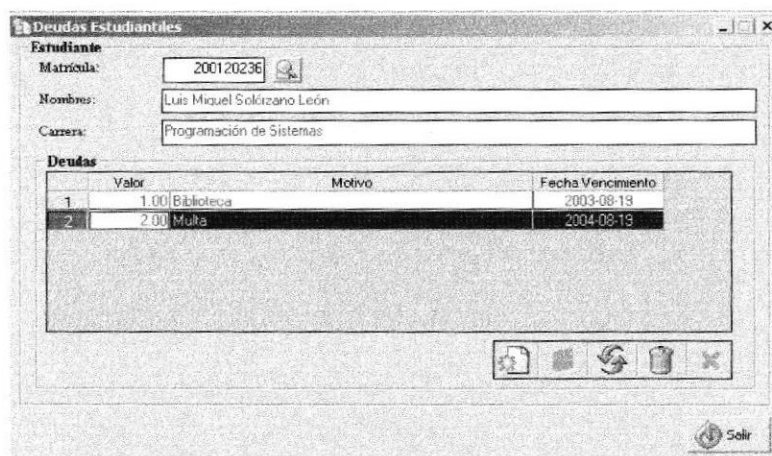 Deudas Estudiantiles
Estudiante
Matrícula: 200120236
Nombres: Luis Miguel Solórzano León
Carrera: Programación de Sistemas
Deudas
Valor Motivo Fecha Vencimiento
1 1.00 Biblioteca 2003-08-19
2 2.00 Multa 2004-08-19
Salir